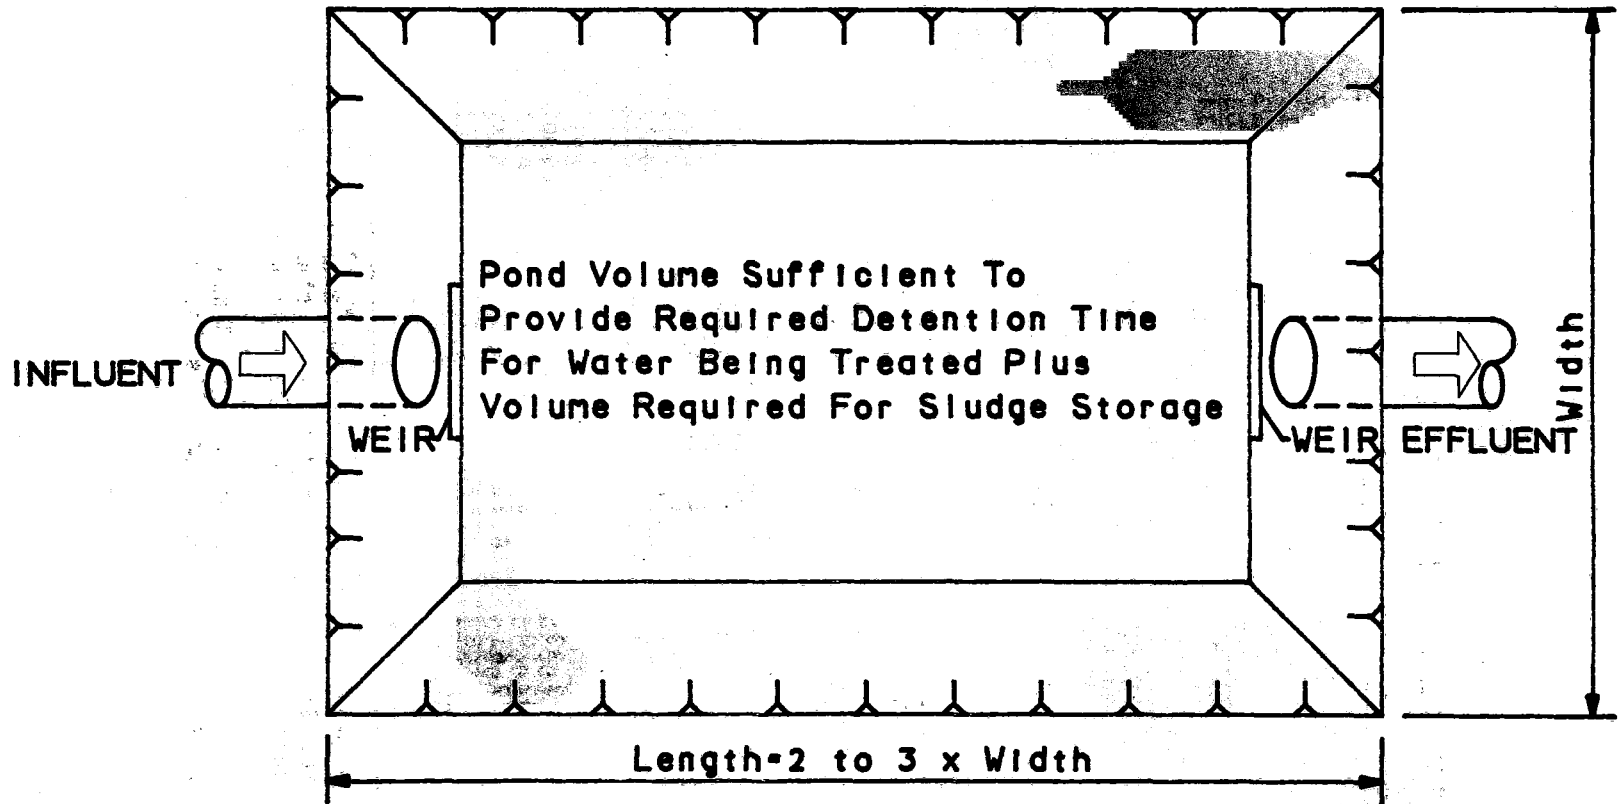 Pond Volume Sufficient To
Provide Required Detention Time
For Water Being Treated Plus
Volume Required For Sludge Storage
INFLUENT
WEIR
WEIR
EFFLUENT
Width
Length=2 to 3 x Width